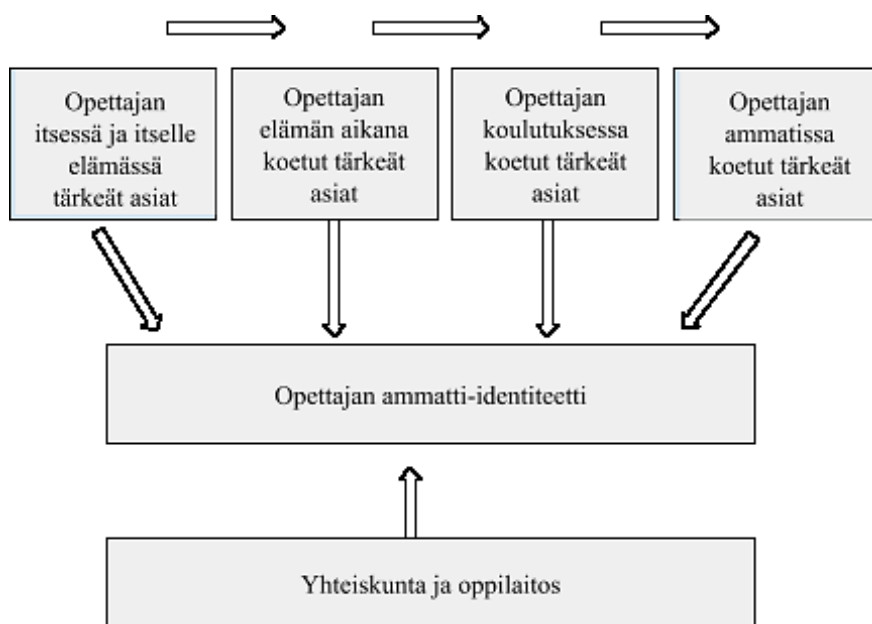 Opettajan
itsessä ja itselle
elämässä
tärkeät asiat
Opettajan
elämän aikana
koetut tärkeät
asiat
Opettajan
koulutuksessa
koetut tärkeät
asiat
Opettajan
ammatissa
koetut tärkeät
asiat
Opettajan ammatti-identiteetti
Yhteiskunta ja oppilaitos